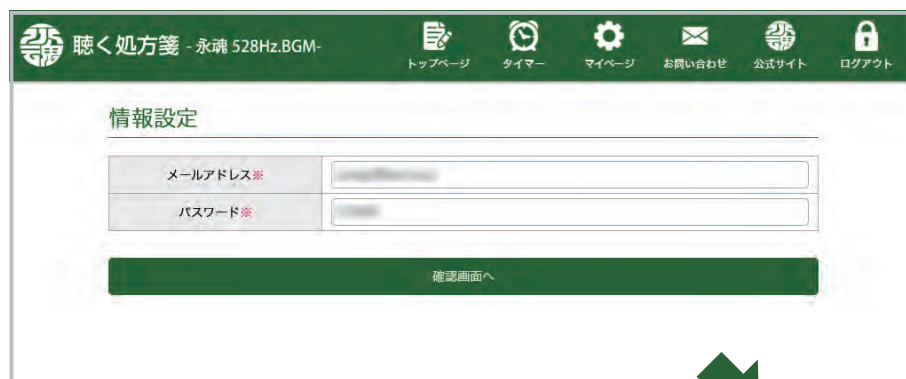 聴く処方箋 - 永魂 528Hz.BGM-
トップページ
タイマー
マイページ
お問い合わせ
公式サイト
ログアウト
情報設定
メールアドレス※
パスワード※
確認画面へ